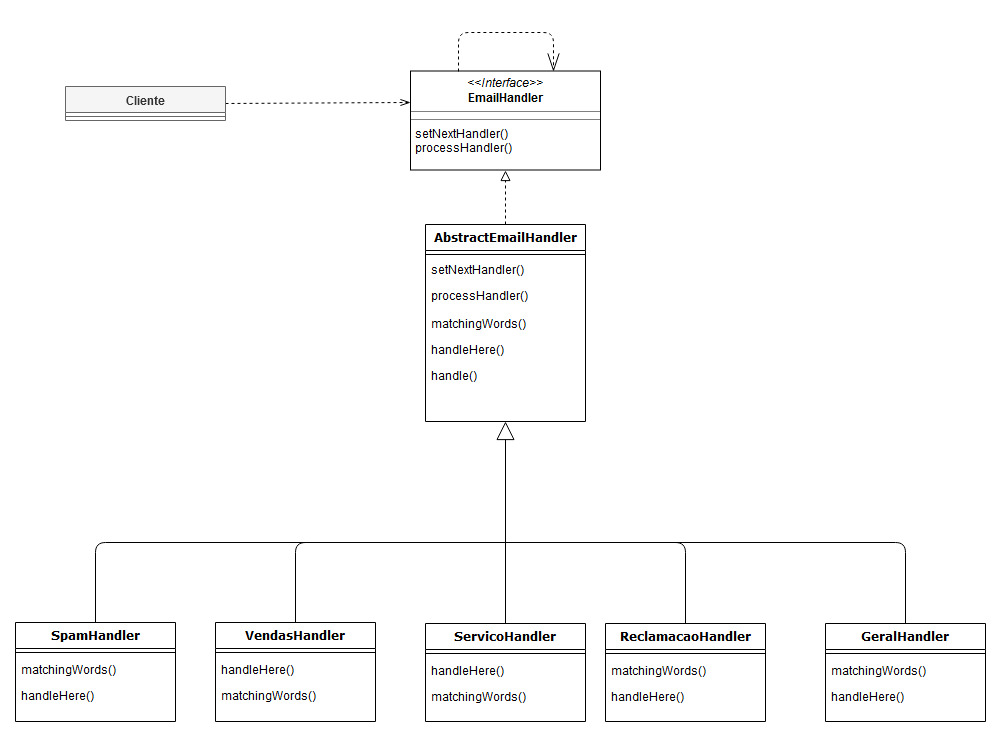 Cliente
<<Interface>>
EmailHandler
setNextHandler()
processHandler()
AbstractEmailHandler
setNextHandler()
processHandler()
matchingWords()
handleHere()
handle()
SpamHandler
matchingWords()
handleHere()
VendasHandler
handleHere()
matchingWords()
ServicoHandler
handleHere()
matchingWords()
ReclamacaoHandler
matchingWords()
handleHere()
GeralHandler
matchingWords()
handleHere()